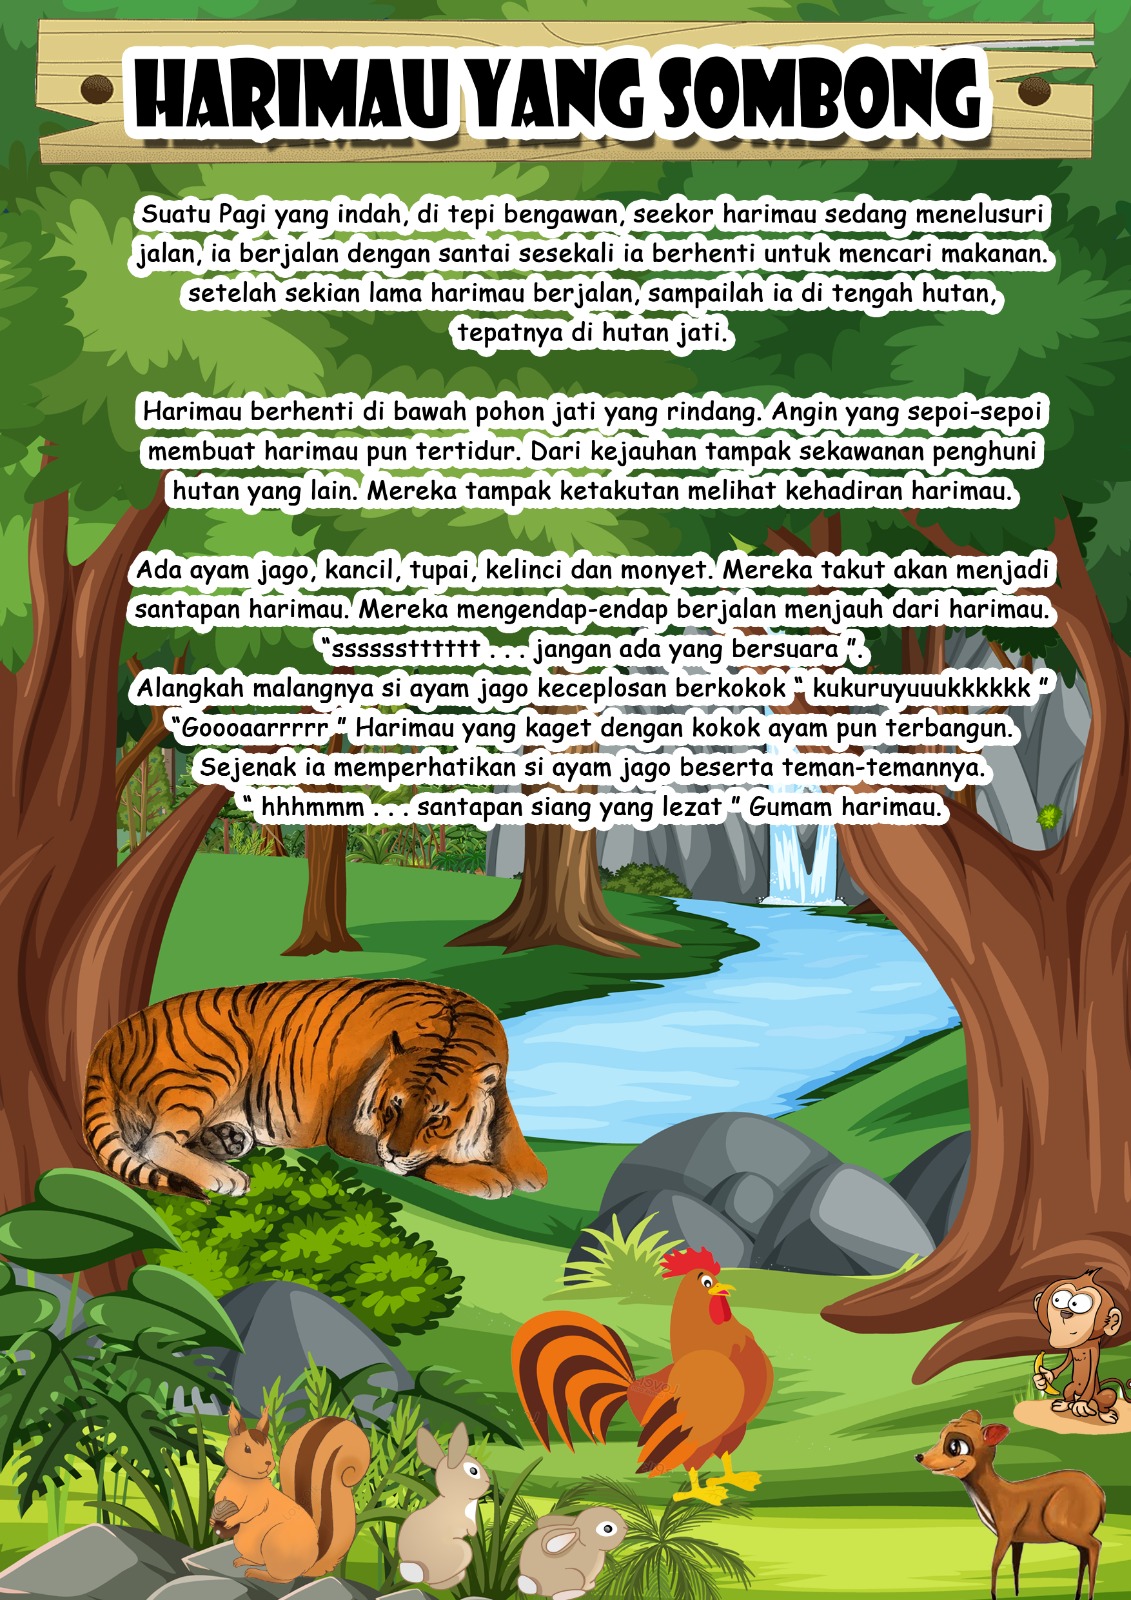 HARIMAU YANG SOMBONG
Suatu Pagi yang indah, di tepi bengawan, seekor harimau sedang menelusuri
jalan, ia berjalan dengan santai sesekali ia berhenti untuk mencari makanan.
setelah sekian lama harimau berjalan, sampailah ia di tengah hutan,
tepatnya di hutan jati.
Harimau berhenti di bawah pohon jati yang rindang. Angin yang sepoi-sepoi
membuat harimau pun tertidur. Dari kejauhan tampak sekawanan penghuni
hutan yang lain. Mereka tampak ketakutan melihat kehadiran harimau.
Ada ayam jago, kancil, tupai, kelinci dan monyet. Mereka takut akan menjadi
santapan harimau. Mereka mengendap-endap berjalan menjauh dari harimau.
“sssssstttttt . . . jangan ada yang bersuara ”.
Alangkah malangnya si ayam jago keceplosan berkokok “ kukuruyuuukkkkkk ”
“Goooaarrrrr ” Harimau yang kaget dengan kokok ayam pun terbangun.
Sejenak ia memperhatikan si ayam jago beserta teman-temannya.
“ hhhmmm . . . santapan siang yang lezat ” Gumam harimau.